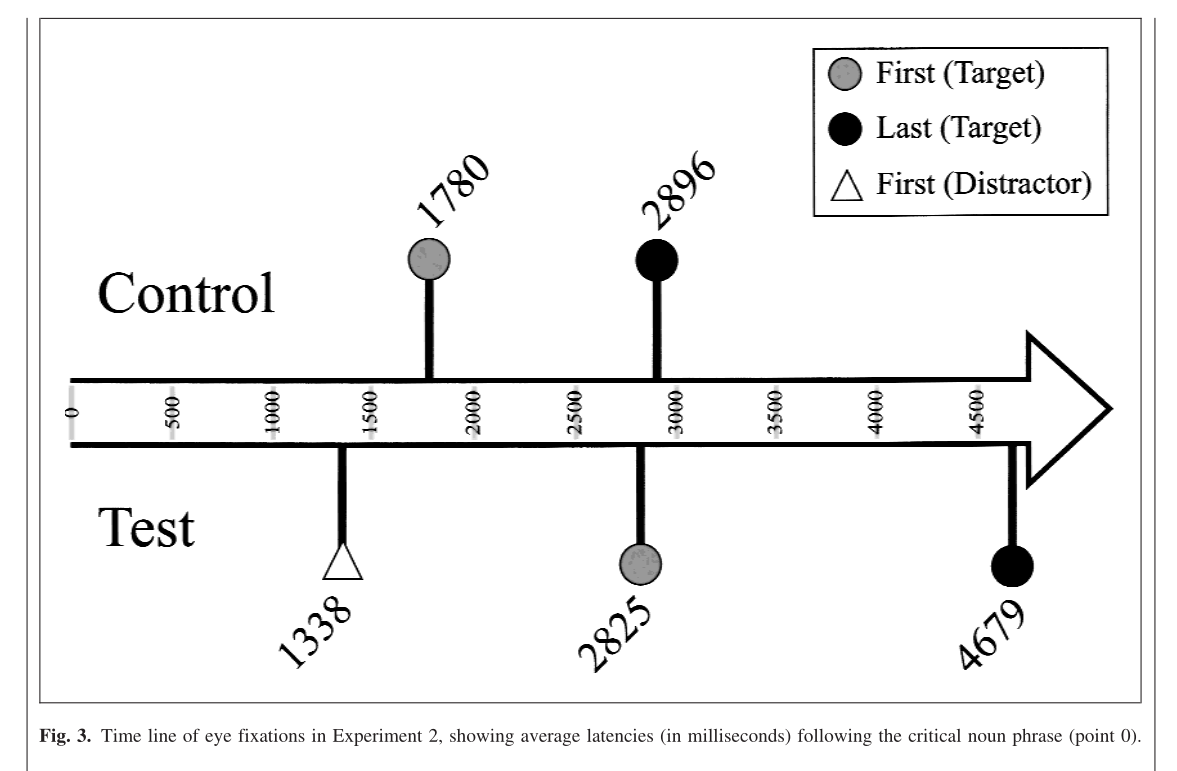 First (Target)
Last (Target)
First (Distractor)
1780
2896
Control
0 500 1000 1500 2000 2500 3000 3500 4000 4500
Test
1338
2825
4679
Fig. 3. Time line of eye fixations in Experiment 2, showing average latencies (in milliseconds) following the critical noun phrase (point 0).